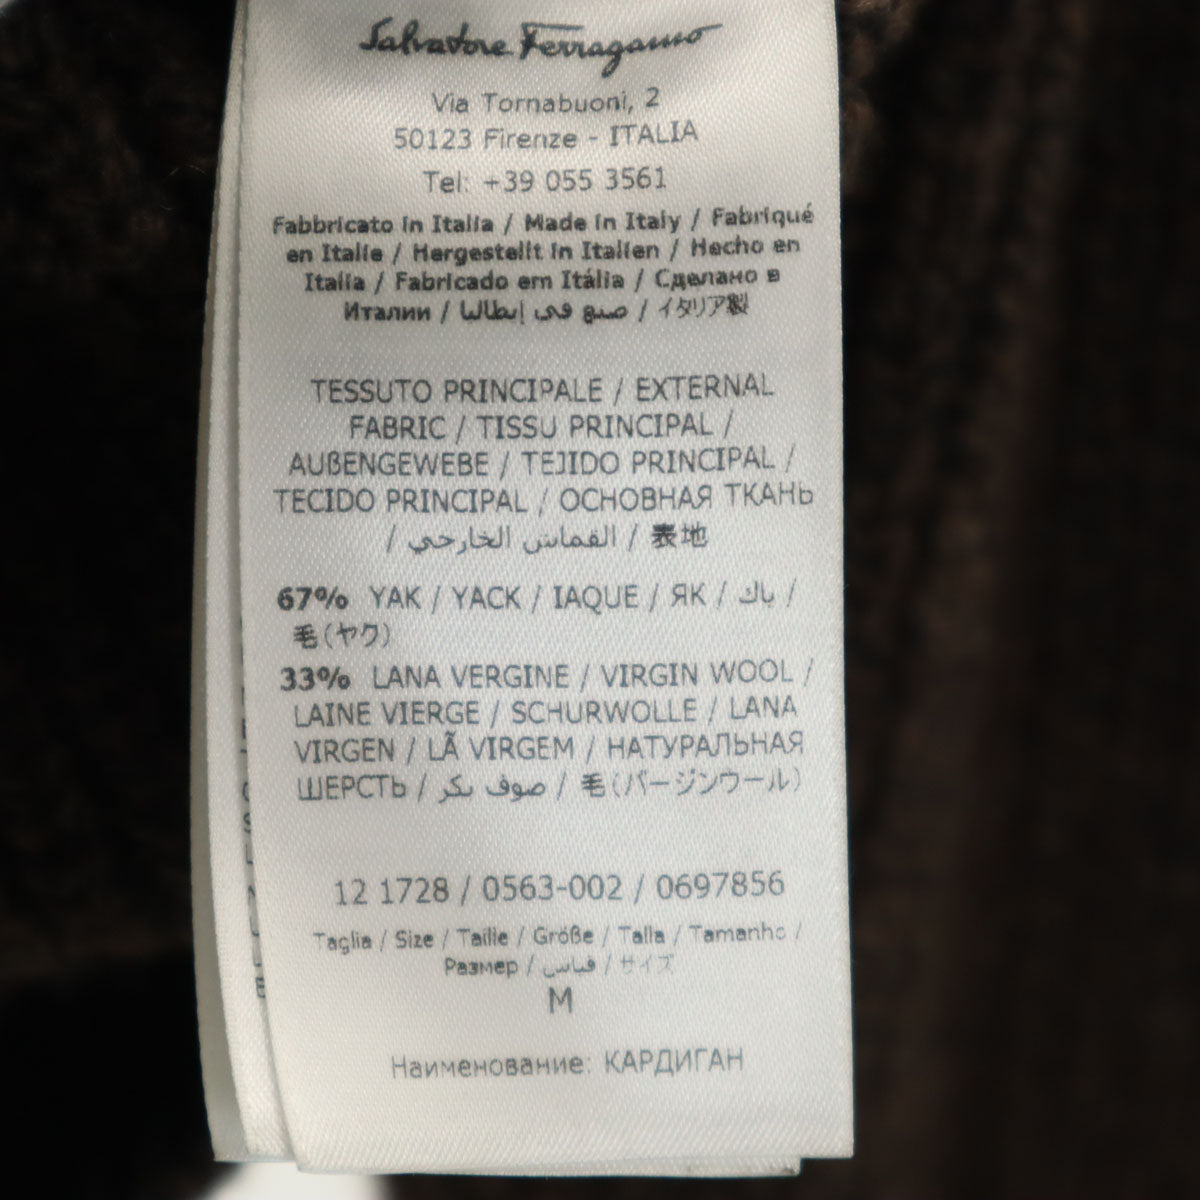 Salvatore Ferragamo
Via Tornabuoni, 2
50123 Firenze - ITALIA
Tel: +39 055 3561
Fabbricato in Italia / Made in Italy / Fabriqué
en Italie / Hergestellt in Italien / Hecho en
Italia / Fabricado em Itália / Сделано в
Италии / صنع في إيطاليا / イタリア製
TESSUTO PRINCIPALE / EXTERNAL
FABRIC / TISSU PRINCIPAL /
AUßENGEWEBE / TEJIDO PRINCIPAL /
TECIDO PRINCIPAL / ОСНОВНАЯ ТКАНЬ
/ القماش الخارجي / 表地
67% YAK / YACK / IAQUE / ЯК / ياك /
毛(ヤク)
33% LANA VERGINE / VIRGIN WOOL /
LAINE VIERGE / SCHURWOLLE / LANA
VIRGEN / LÃ VIRGEM / НАТУРАЛЬНАЯ
ШЕРСТЬ / صوف بكر / 毛(バージンウール)
12 1728 / 0563-002 / 0697856
Taglia / Size / Taille / Größe / Talla / Tamanho /
Размер / قياس / サイズ
M
Наименование: КАРДИГАН